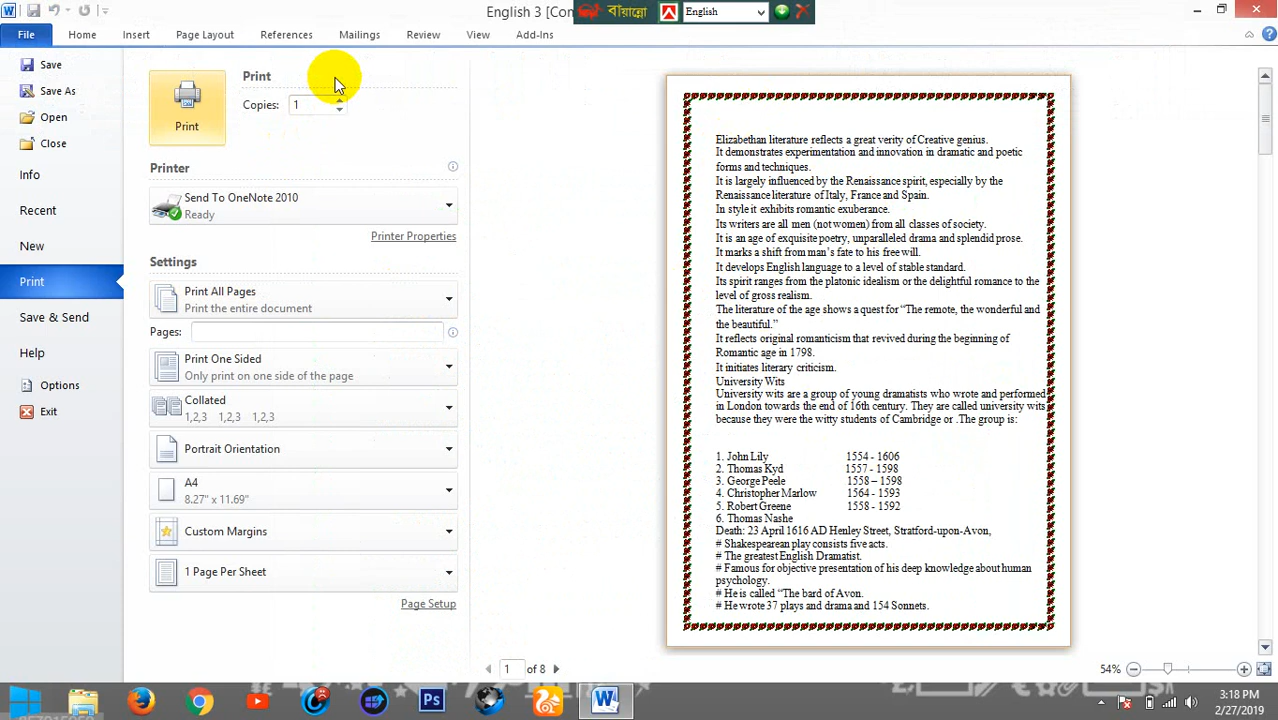 English 3 [Con
বায়ান্নো
English
File Home Insert Page Layout References Mailings Review View Add-Ins
Save
Save As
Open
Close
Info
Recent
New
Print
Save & Send
Help
Options
Exit
Print
Print
Copies: 1
Printer
Send To OneNote 2010
Ready
Printer Properties
Settings
Print All Pages
Print the entire document
Pages:
Print One Sided
Only print on one side of the page
Collated
1,2,3 1,2,3 1,2,3
Portrait Orientation
A4
8.27" x 11.69"
Custom Margins
1 Page Per Sheet
Page Setup
Elizabethan literature reflects a great verity of Creative genius.
It demonstrates experimentation and innovation in dramatic and poetic
forms and techniques.
It is largely influenced by the Renaissance spirit, especially by the
Renaissance literature of Italy, France and Spain.
In style it exhibits romantic exuberance.
Its writers are all men (not women) from all classes of society.
It is an age of exquisite poetry, unparalleled drama and splendid prose.
It marks a shift from man's fate to his free will.
It develops English language to a level of stable standard.
Its spirit ranges from the platonic idealism or the delightful romance to the
level of gross realism.
The literature of the age shows a quest for “The remote, the wonderful and
the beautiful.”
It reflects original romanticism that revived during the beginning of
Romantic age in 1798.
It initiates literary criticism.
University Wits
University wits are a group of young dramatists who wrote and performed
in London towards the end of 16th century. They are called university wits
because they were the witty students of Cambridge or .The group is:
1. John Lily 1554 - 1606
2. Thomas Kyd 1557 - 1598
3. George Peele 1558 – 1598
4. Christopher Marlow 1564 - 1593
5. Robert Greene 1558 - 1592
6. Thomas Nashe
Death: 23 April 1616 AD Henley Street, Stratford-upon-Avon,
# Shakespearean play consists five acts.
# The greatest English Dramatist.
# Famous for objective presentation of his deep knowledge about human
psychology.
# He is called “The bard of Avon.
# He wrote 37 plays and drama and 154 Sonnets.
1 of 8
54%
Ps
3:18 PM
2/27/2019